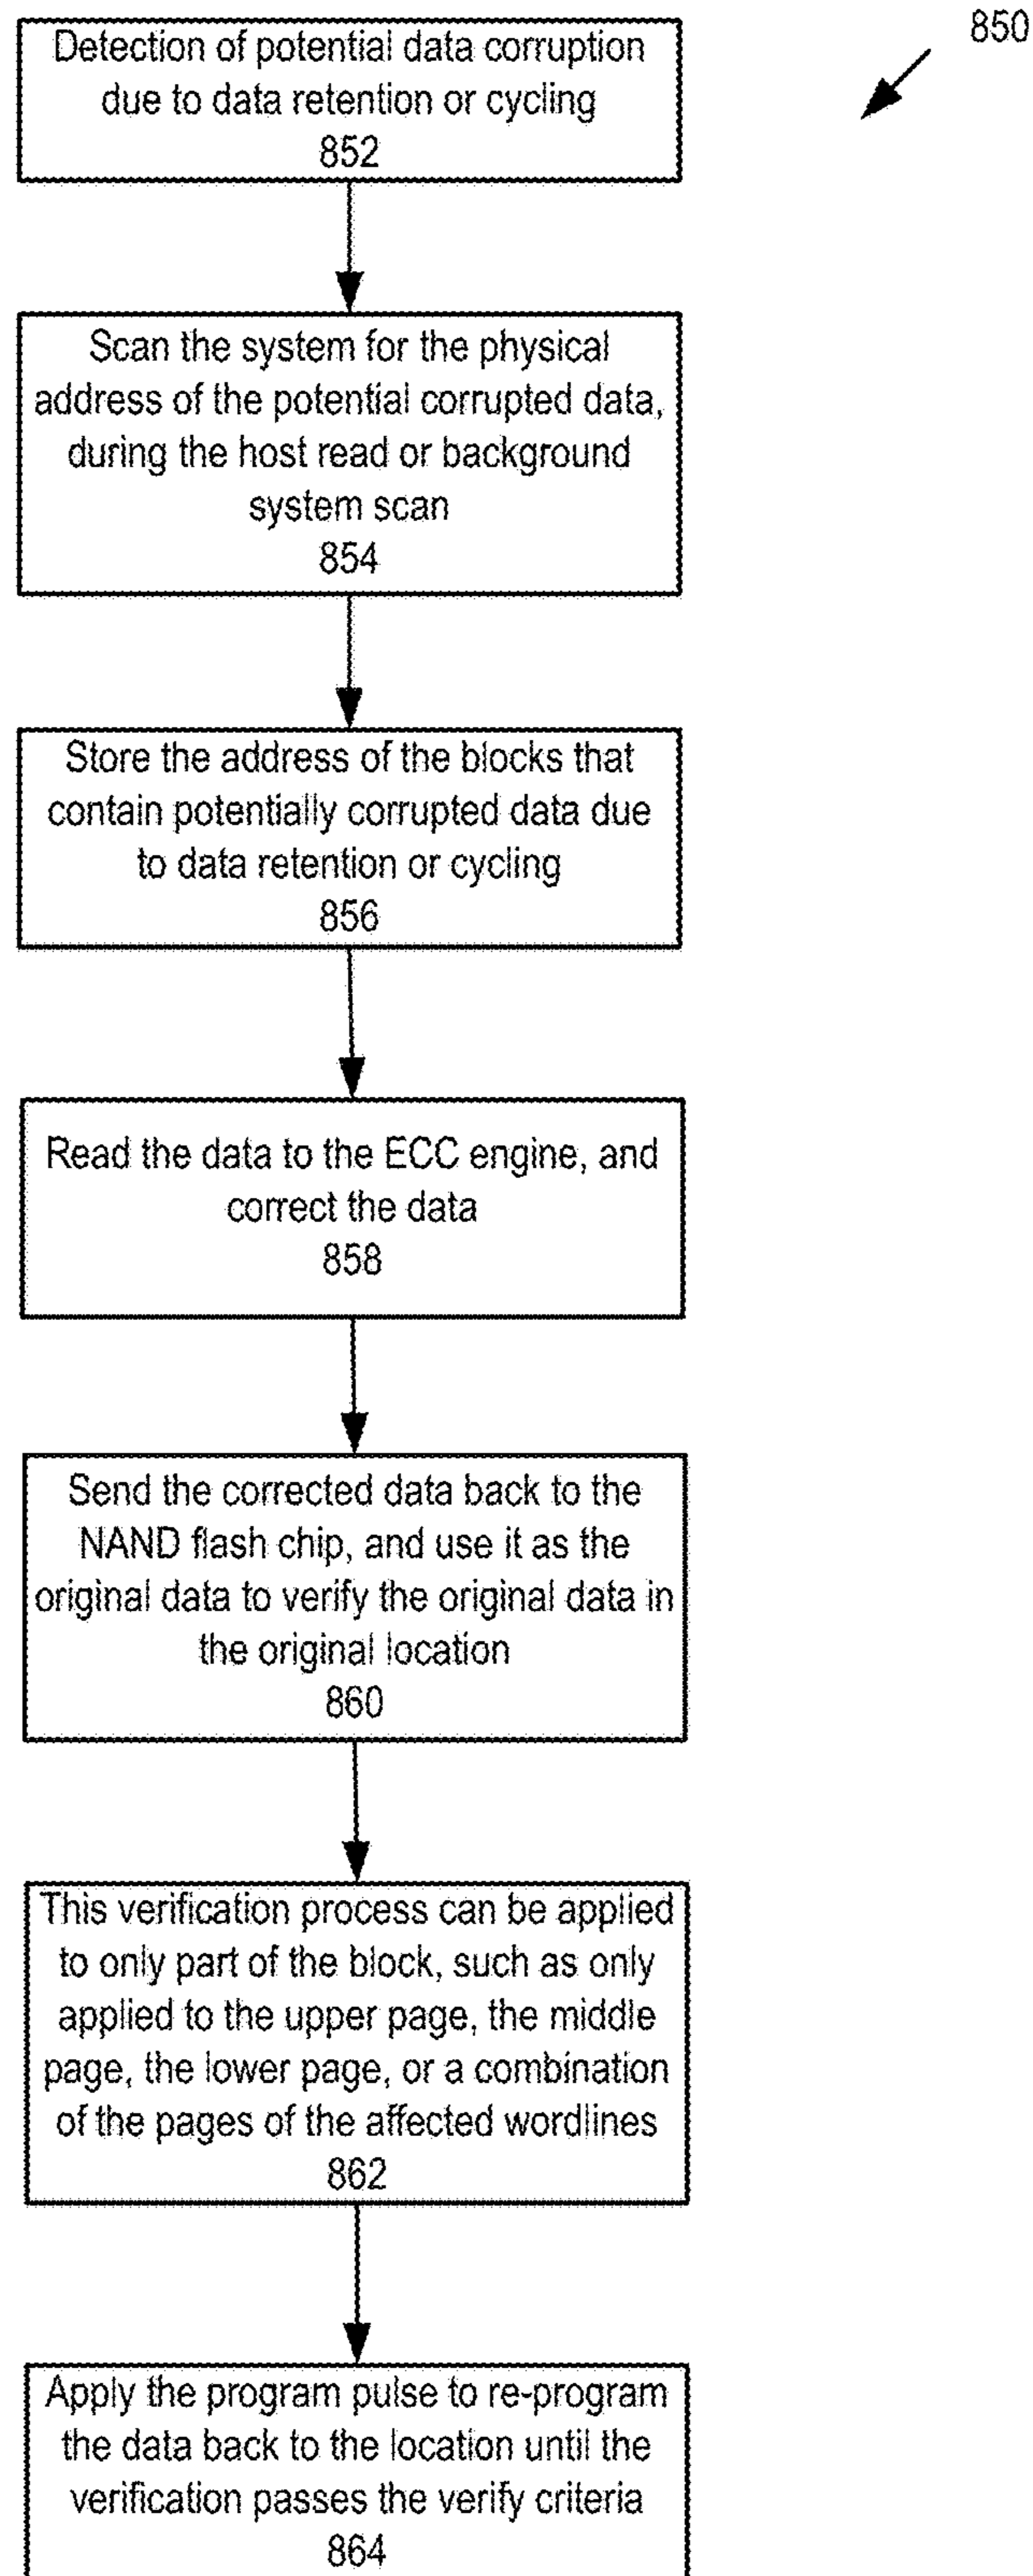 850
Detection of potential data corruption
due to data retention or cycling
852
Scan the system for the physical
address of the potential corrupted data,
during the host read or background
system scan
854
Store the address of the blocks that
contain potentially corrupted data due
to data retention or cycling
856
Read the data to the ECC engine, and
correct the data
858
Send the corrected data back to the
NAND flash chip, and use it as the
original data to verify the original data in
the original location
860
This verification process can be applied
to only part of the block, such as only
applied to the upper page, the middle
page, the lower page, or a combination
of the pages of the affected wordlines
862
Apply the program pulse to re-program
the data back to the location until the
verification passes the verify criteria
864